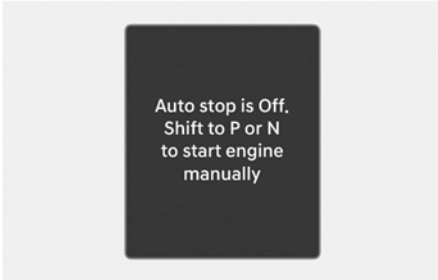 Auto stop is Off.
Shift to P or N
to start engine
manually